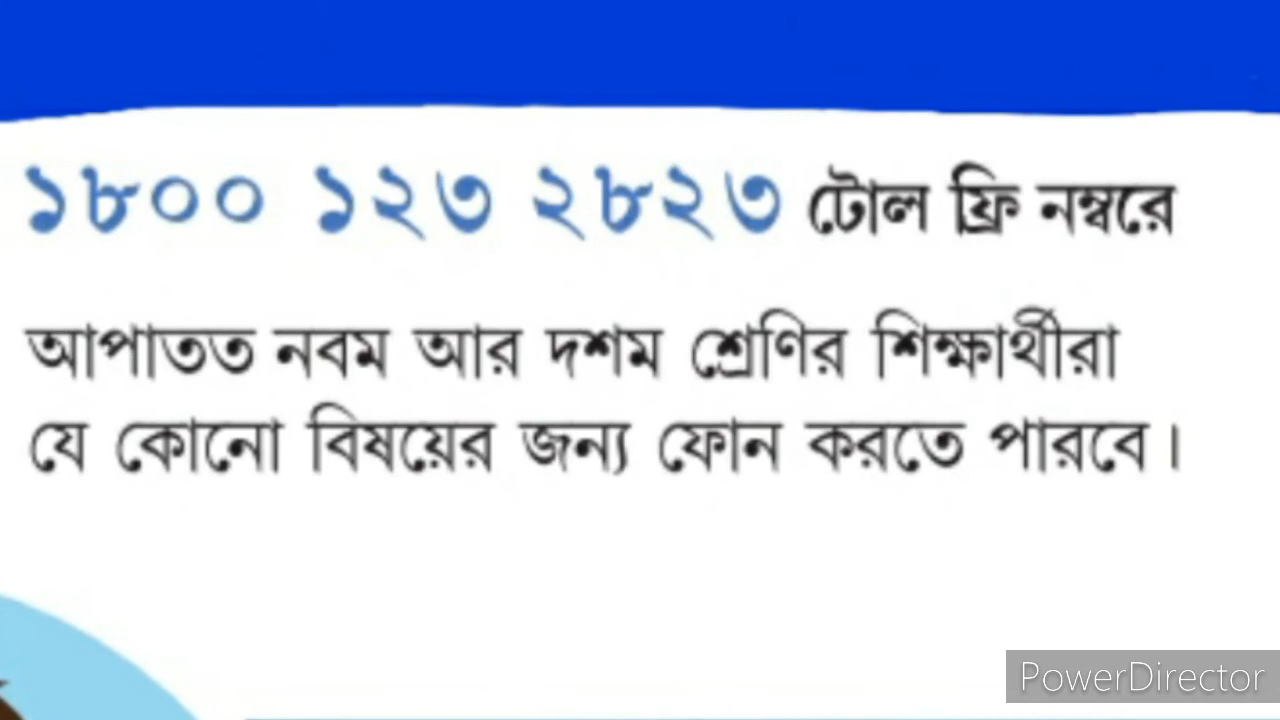 ১৮০০ ১২৩ ২৮২৩ টোল ফ্রি নম্বরে
আপাতত নবম আর দশম শ্রেণির শিক্ষার্থীরা
যে কোনো বিষয়ের জন্য ফোন করতে পারবে।
PowerDirector